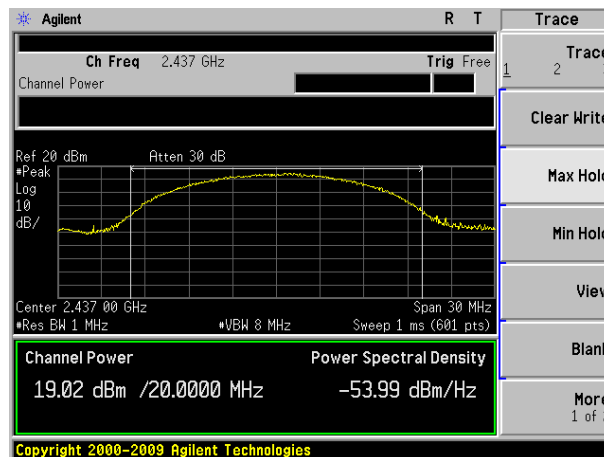 Agilent R T Trace
Ch Freq 2.437 GHz Trig Free
Channel Power
Trace
1 2
Clear Write
Max Hold
Min Hold
View
Blank
More
1 of
Ref 20 dBm Atten 30 dB
#Peak
Log
10
dB/
Center 2.437 00 GHz Span 30 MHz
#Res BW 1 MHz #VBW 8 MHz Sweep 1 ms (601 pts)
Channel Power Power Spectral Density
19.02 dBm /20.0000 MHz -53.99 dBm/Hz
Copyright 2000-2009 Agilent Technologies